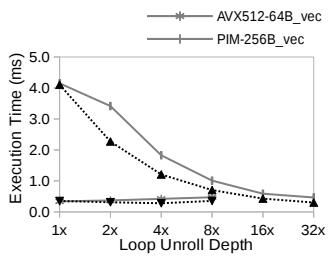 AVX512-64B_vec
PIM-256B_vec
Execution Time (ms)
5.0
4.0
3.0
2.0
1.0
0.0
1x 2x 4x 8x 16x 32x
Loop Unroll Depth